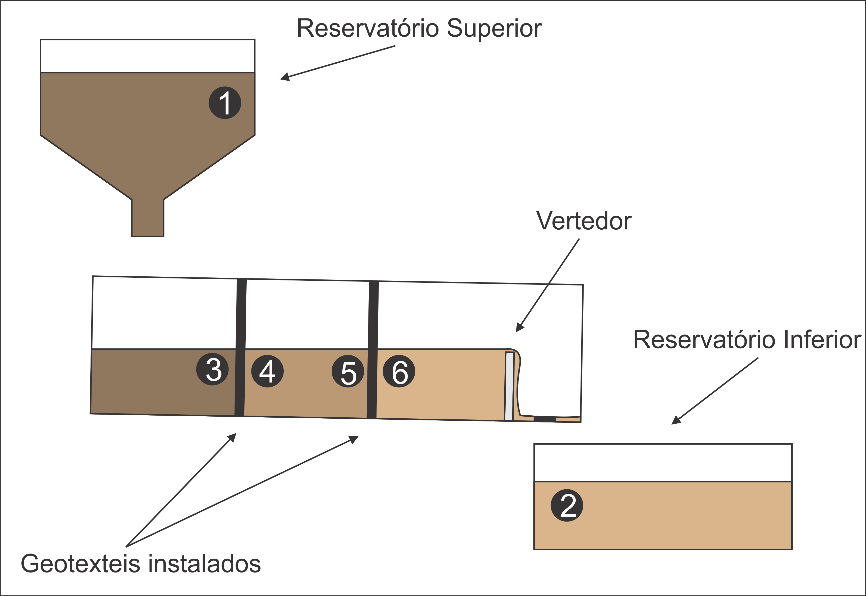 Reservatório Superior
1
Vertedor
Reservatório Inferior
3
4
5
6
2
Geotexteis instalados